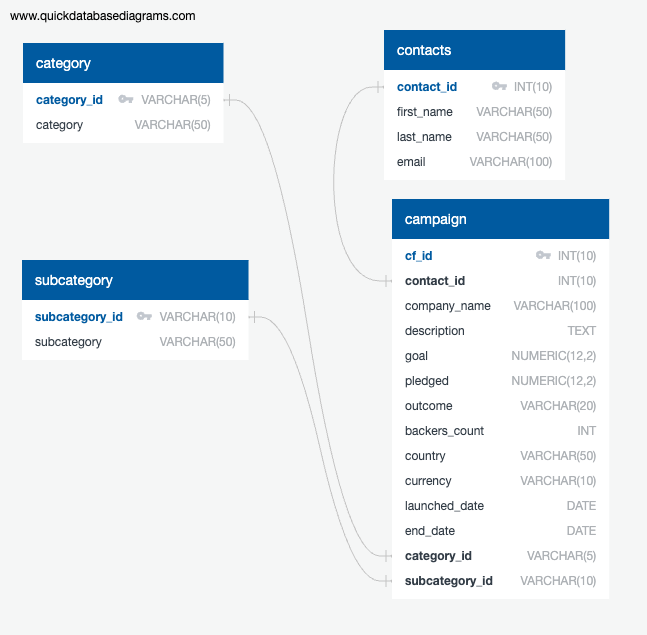 www.quickdatabasediagrams.com
category
category_id VARCHAR(5)
category VARCHAR(50)
contacts
contact_id INT(10)
first_name VARCHAR(50)
last_name VARCHAR(50)
email VARCHAR(100)
subcategory
subcategory_id VARCHAR(10)
subcategory VARCHAR(50)
campaign
cf_id INT(10)
contact_id INT(10)
company_name VARCHAR(100)
description TEXT
goal NUMERIC(12,2)
pledged NUMERIC(12,2)
outcome VARCHAR(20)
backers_count INT
country VARCHAR(50)
currency VARCHAR(10)
launched_date DATE
end_date DATE
category_id VARCHAR(5)
subcategory_id VARCHAR(10)